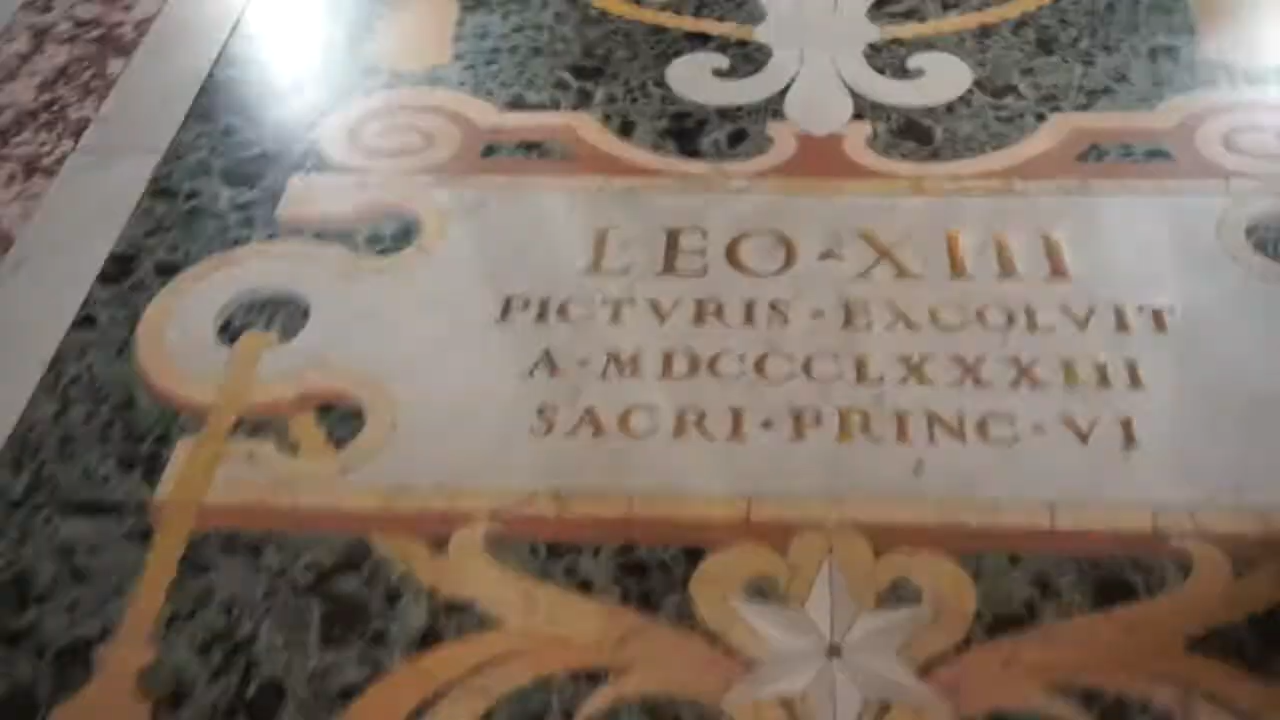 LEO · XIII
PICTVRIS · EXCOLVIT
A · MDCCCLXXXIII
SACRI · PRINC · VI